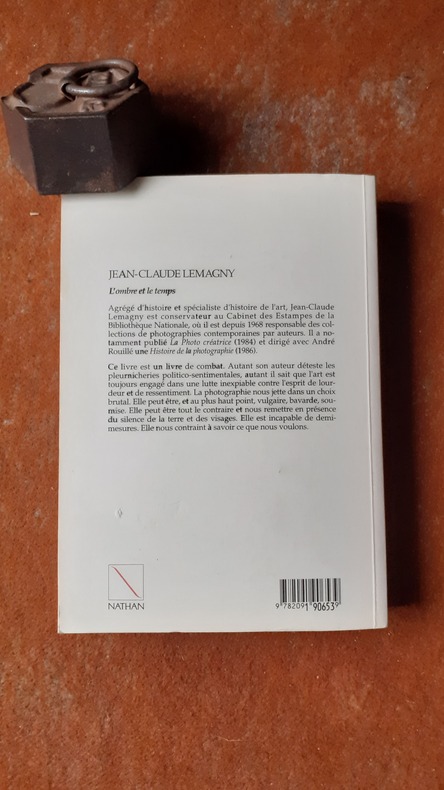 JEAN-CLAUDE LEMAGNY
L'ombre et le temps
Agrégé d'histoire et spécialiste d'histoire de l'art, Jean-Claude
Lemagny est conservateur au Cabinet des Estampes de la
Bibliothèque Nationale, où il est depuis 1968 responsable des col-
lections de photographies contemporaines par auteurs. Il a no-
tamment publié La Photo créatrice (1984) et dirigé avec André
Rouillé une Histoire de la photographie (1986).
Ce livre est un livre de combat. Autant son auteur déteste les
pleurnicheries politico-sentimentales, autant il sait que l'art est
toujours engagé dans une lutte inexpiable contre l'esprit de lour-
deur et de ressentiment. La photographie nous jette dans un choix
brutal. Elle peut être, et au plus haut point, vulgaire, bavarde, sou-
mise. Elle peut être tout le contraire et nous remettre en présence
du silence de la terre et des visages. Elle est incapable de demi-
mesures. Elle nous contraint à savoir ce que nous voulons.
NATHAN
9 782091 906539